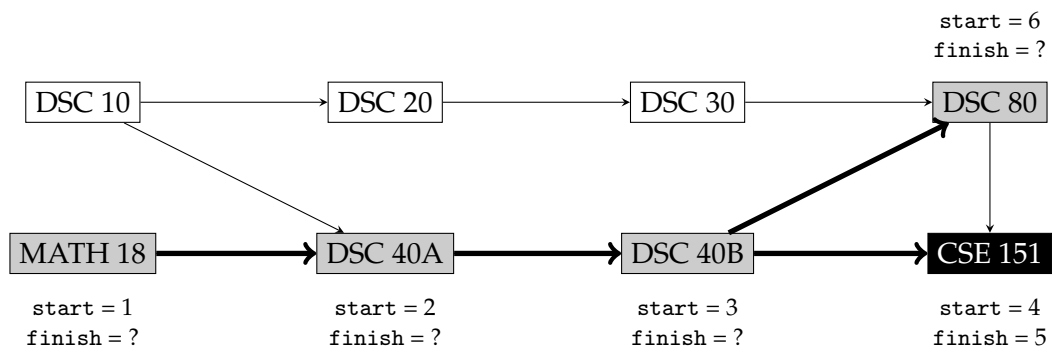 start = 6
finish = ?
DSC 10
DSC 20
DSC 30
DSC 80
MATH 18
DSC 40A
DSC 40B
CSE 151
start = 1
finish = ?
start = 2
finish = ?
start = 3
finish = ?
start = 4
finish = 5